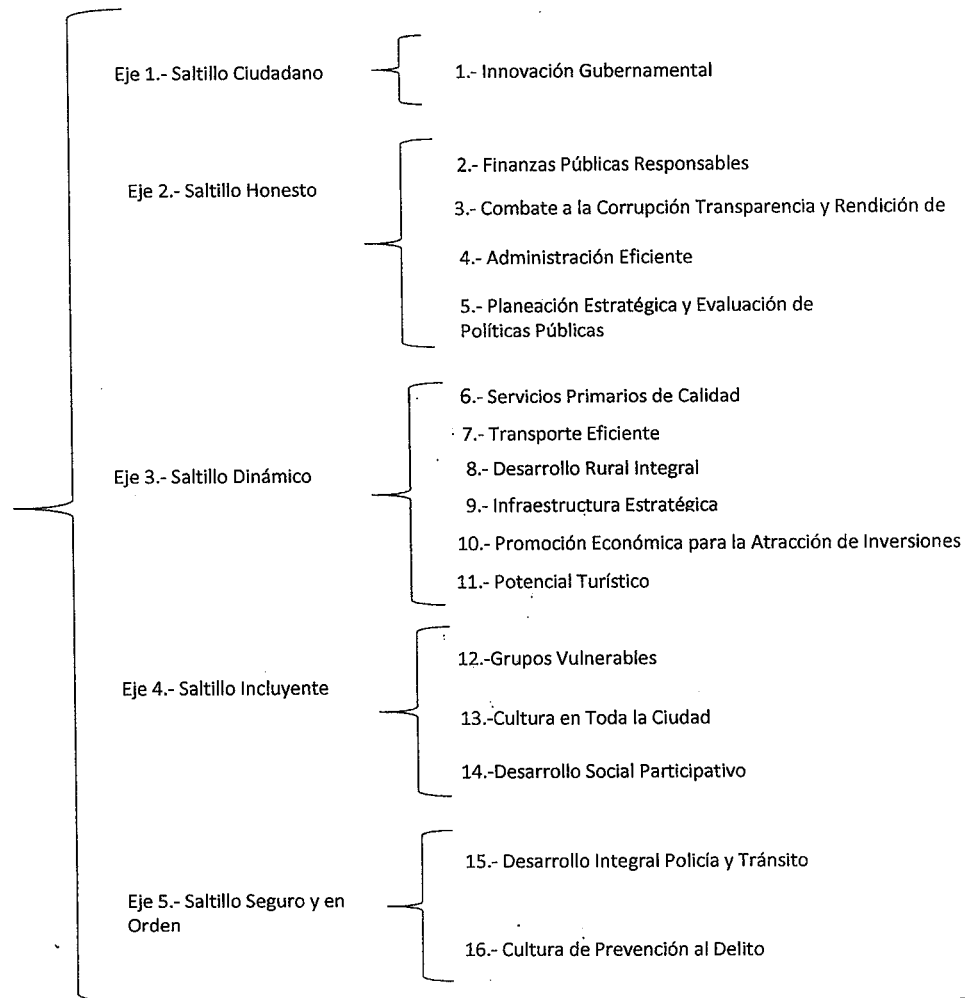 Eje 1.- Saltillo Ciudadano
1.- Innovación Gubernamental
Eje 2.- Saltillo Honesto
2.- Finanzas Públicas Responsables
3.- Combate a la Corrupción Transparencia y Rendición de
4.- Administración Eficiente
5.- Planeación Estratégica y Evaluación de
Políticas Públicas
Eje 3.- Saltillo Dinámico
6.- Servicios Primarios de Calidad
7.- Transporte Eficiente
8.- Desarrollo Rural Integral
9.- Infraestructura Estratégica
10.- Promoción Económica para la Atracción de Inversiones
11.- Potencial Turístico
Eje 4.- Saltillo Incluyente
12.-Grupos Vulnerables
13.-Cultura en Toda la Ciudad
14.-Desarrollo Social Participativo
Eje 5.- Saltillo Seguro y en
Orden
15.- Desarrollo Integral Policía y Tránsito
16.- Cultura de Prevención al Delito